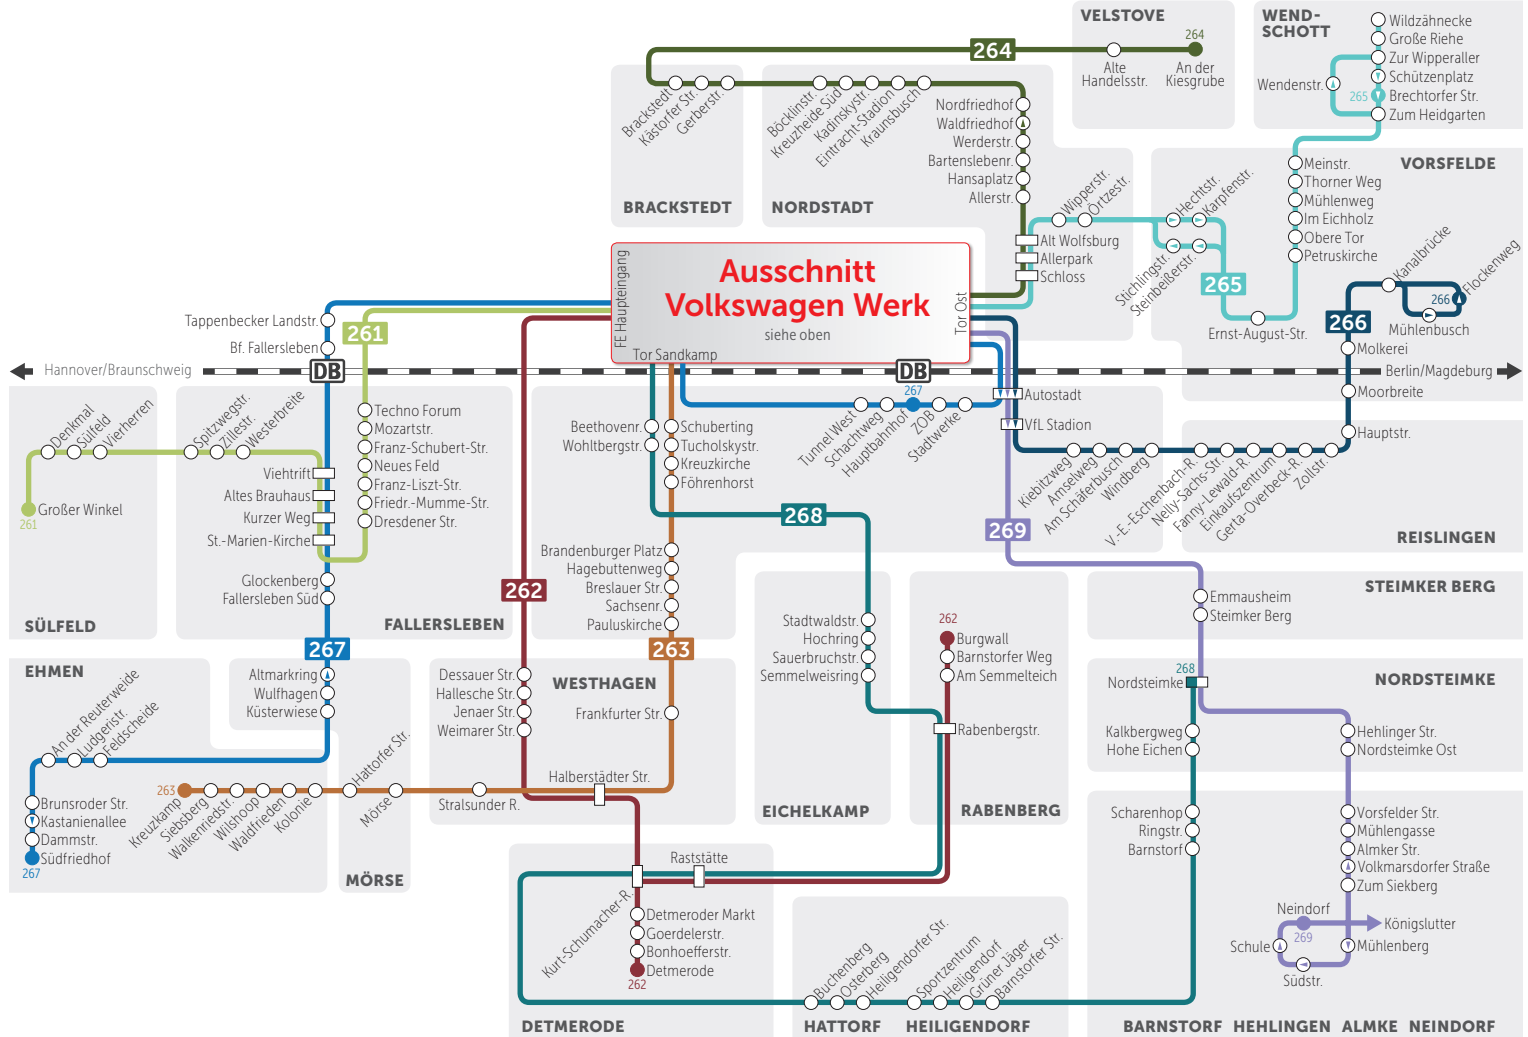 VELSTOVE
264
264
Alte
Handelsstr.
An der
Kiesgrube
WEND-
SCHOTT
Wildzähnecke
Große Riehe
Zur Wipperaller
Schützenplatz
Wendenstr.
265
Brechtorfer Str.
Zum Heidgarten
Brackstedt
Kästorfer Str.
Gerberstr.
BRACKSTEDT
Böcklinstr.
Kreuzheide Süd
Kadinskystr.
Eintracht-Stadion
Kraunsbusch
NORDSTADT
Nordfriedhof
Waldfriedhof
Werderstr.
Bartenslebenr.
Hansaplatz
Allerstr.
Alt Wolfsburg
Allerpark
Schloss
Wipperstr.
Örtzestr.
VORSFELDE
Hechtstr.
Karpfenstr.
Stichlingstr.
Steinbeißerstr.
265
Ernst-August-Str.
Meinstr.
Thorner Weg
Mühlenweg
Im Eichholz
Obere Tor
Petruskirche
Kanalbrücke
266
Flockenweg
Mühlenbusch
266
Molkerei
Moorbreite
Hauptstr.
FE Haupteingang
Ausschnitt
Volkswagen Werk
siehe oben
Tor Ost
Tor Sandkamp
Tappenbecker Landstr.
Bf. Fallersleben
261
Hannover/Braunschweig
DB
DB
Berlin/Magdeburg
Denkmal
Sülfeld
Vierherren
Großer Winkel
261
SÜLFELD
Spitzwegstr.
Zillestr.
Westerbreite
Viehtrift
Altes Brauhaus
Kurzer Weg
St.-Marien-Kirche
Glockenberg
Fallersleben Süd
Techno Forum
Mozartstr.
Franz-Schubert-Str.
Neues Feld
Franz-Liszt-Str.
Friedr.-Mumme-Str.
Dresdener Str.
FALLERSLEBEN
262
Beethovenr.
Wohltbergstr.
Schuberting
Tucholskystr.
Kreuzkirche
Föhrenhorst
268
Brandenburger Platz
Hagebuttenweg
Breslauer Str.
Sachsenr.
Pauluskirche
263
267
Tunnel West
Schachtweg
Hauptbahnhof
ZOB
Stadtwerke
Autostadt
VfL Stadion
Kiebitzweg
Amselweg
Am Schäferbusch
Windberg
V.-E.-Eschenbach-R.
Nelly-Sachs-Str.
Fanny-Lewald-R.
Einkaufszentrum
Gerta-Overbeck-R.
Zollstr.
REISLINGEN
269
STEIMKER BERG
Emmausheim
Steimker Berg
EHMEN
An der Reuterweide
Ludgeristr.
Feldscheide
Brunsroder Str.
Kastanienallee
Dammstr.
Südfriedhof
267
267
Altmarkring
Wulfhagen
Küsterwiese
263
Kreuzkamp
Siebsberg
Walkenriedstr.
Wilshoop
Waldfrieden
Kolonie
Hattorfer Str.
Mörse
MÖRSE
Dessauer Str.
Hallesche Str.
Jenaer Str.
Weimarer Str.
WESTHAGEN
Frankfurter Str.
Halberstädter Str.
Stralsunder R.
Stadtwaldstr.
Hochring
Sauerbruchstr.
Semmelweisring
EICHELKAMP
262
Burgwall
Barnstorfer Weg
Am Semmelteich
Rabenbergstr.
RABENBERG
268
Nordsteimke
NORDSTEIMKE
Kalkbergweg
Hohe Eichen
Hehlinger Str.
Nordsteimke Ost
Scharenhop
Ringstr.
Barnstorf
Vorsfelder Str.
Mühlengasse
Almker Str.
Volkmarsdorfer Straße
Zum Siekberg
Neindorf
269
Königslutter
Schule
Mühlenberg
Südstr.
Raststätte
Kurt-Schumacher-R.
Detmeroder Markt
Goerdelerstr.
Bonhoefferstr.
Detmerode
262
DETMERODE
Buchenberg
Osterberg
Heiligendorfer Str.
Sportzentrum
Heiligendorf
Grüner Jäger
Barnstorfer Str.
HATTORF
HEILIGENDORF
BARNSTORF
HEHLINGEN
ALMKE
NEINDORF